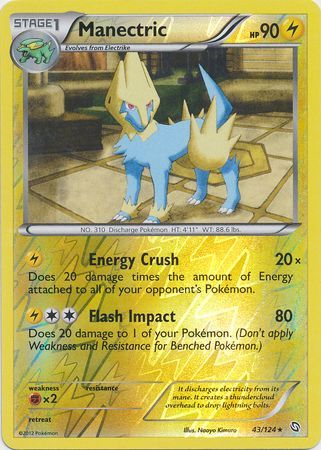 STAGE1
Manectric
HP 90
Evolves from Electrike
NO. 310 Discharge Pokémon. HT: 4'11" WT: 88.6 lbs.
Energy Crush 20×
Does 20 damage times the amount of Energy
attached to all of your opponent's Pokémon.
Flash Impact 80
Does 20 damage to 1 of your Pokémon. (Don't apply
Weakness and Resistance for Benched Pokémon.)
weakness resistance
×2
retreat
It discharges electricity from its
mane. It creates a thundercloud
overhead to drop lightning bolts.
©2012 Pokémon
Illus. Naoyo Kimura
43/124★